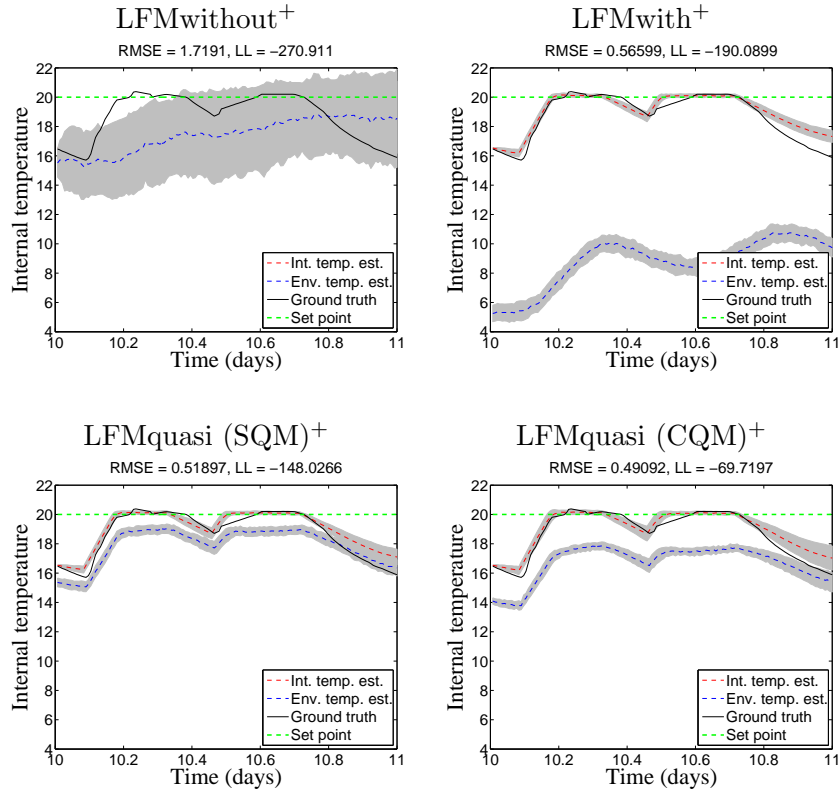 LFMwithout+
RMSE = 1.7191, LL = −270.911
Internal temperature
22
20
18
16
14
12
10
8
6
4
10
10.2
10.4
10.6
10.8
11
Time (days)
Int. temp. est.
Env. temp. est.
Ground truth
Set point
LFMwith+
RMSE = 0.56599, LL = −190.0899
Internal temperature
22
20
18
16
14
12
10
8
6
4
10
10.2
10.4
10.6
10.8
11
Time (days)
Int. temp. est.
Env. temp. est.
Ground truth
Set point
LFMquasi (SQM)+
RMSE = 0.51897, LL = −148.0266
Internal temperature
22
20
18
16
14
12
10
8
6
4
10
10.2
10.4
10.6
10.8
11
Time (days)
Int. temp. est.
Env. temp. est.
Ground truth
Set point
LFMquasi (CQM)+
RMSE = 0.49092, LL = −69.7197
Internal temperature
22
20
18
16
14
12
10
8
6
4
10
10.2
10.4
10.6
10.8
11
Time (days)
Int. temp. est.
Env. temp. est.
Ground truth
Set point